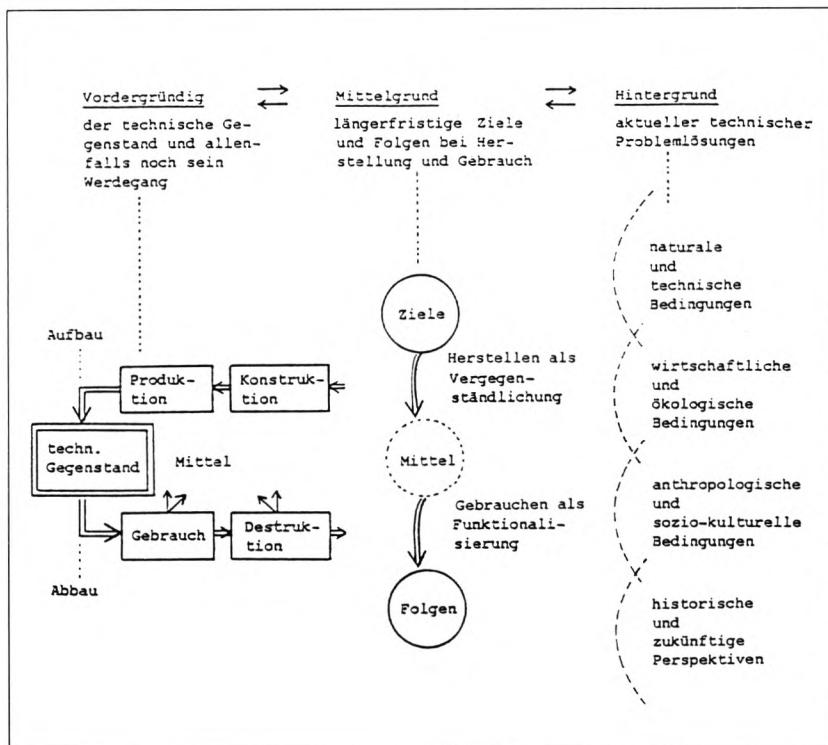 Vordergründig
der technische Ge-
genstand und allen-
falls noch sein
Werdegang
Mittelgrund
längerfristige Ziele
und Folgen bei Her-
stellung und Gebrauch
Hintergrund
aktueller technischer
Problemlösungen
Aufbau
Produk-
tion
Konstruk-
tion
techn.
Gegenstand
Mittel
Gebrauch
Destruk-
tion
Abbau
Ziele
Herstellen als
Vergegen-
ständlichung
Mittel
Gebrauchen als
Funktionali-
sierung
Folgen
naturale
und
technische
Bedingungen
wirtschaftliche
und
ökologische
Bedingungen
anthropologische
und
sozio-kulturelle
Bedingungen
historische
und
zukünftige
Perspektiven